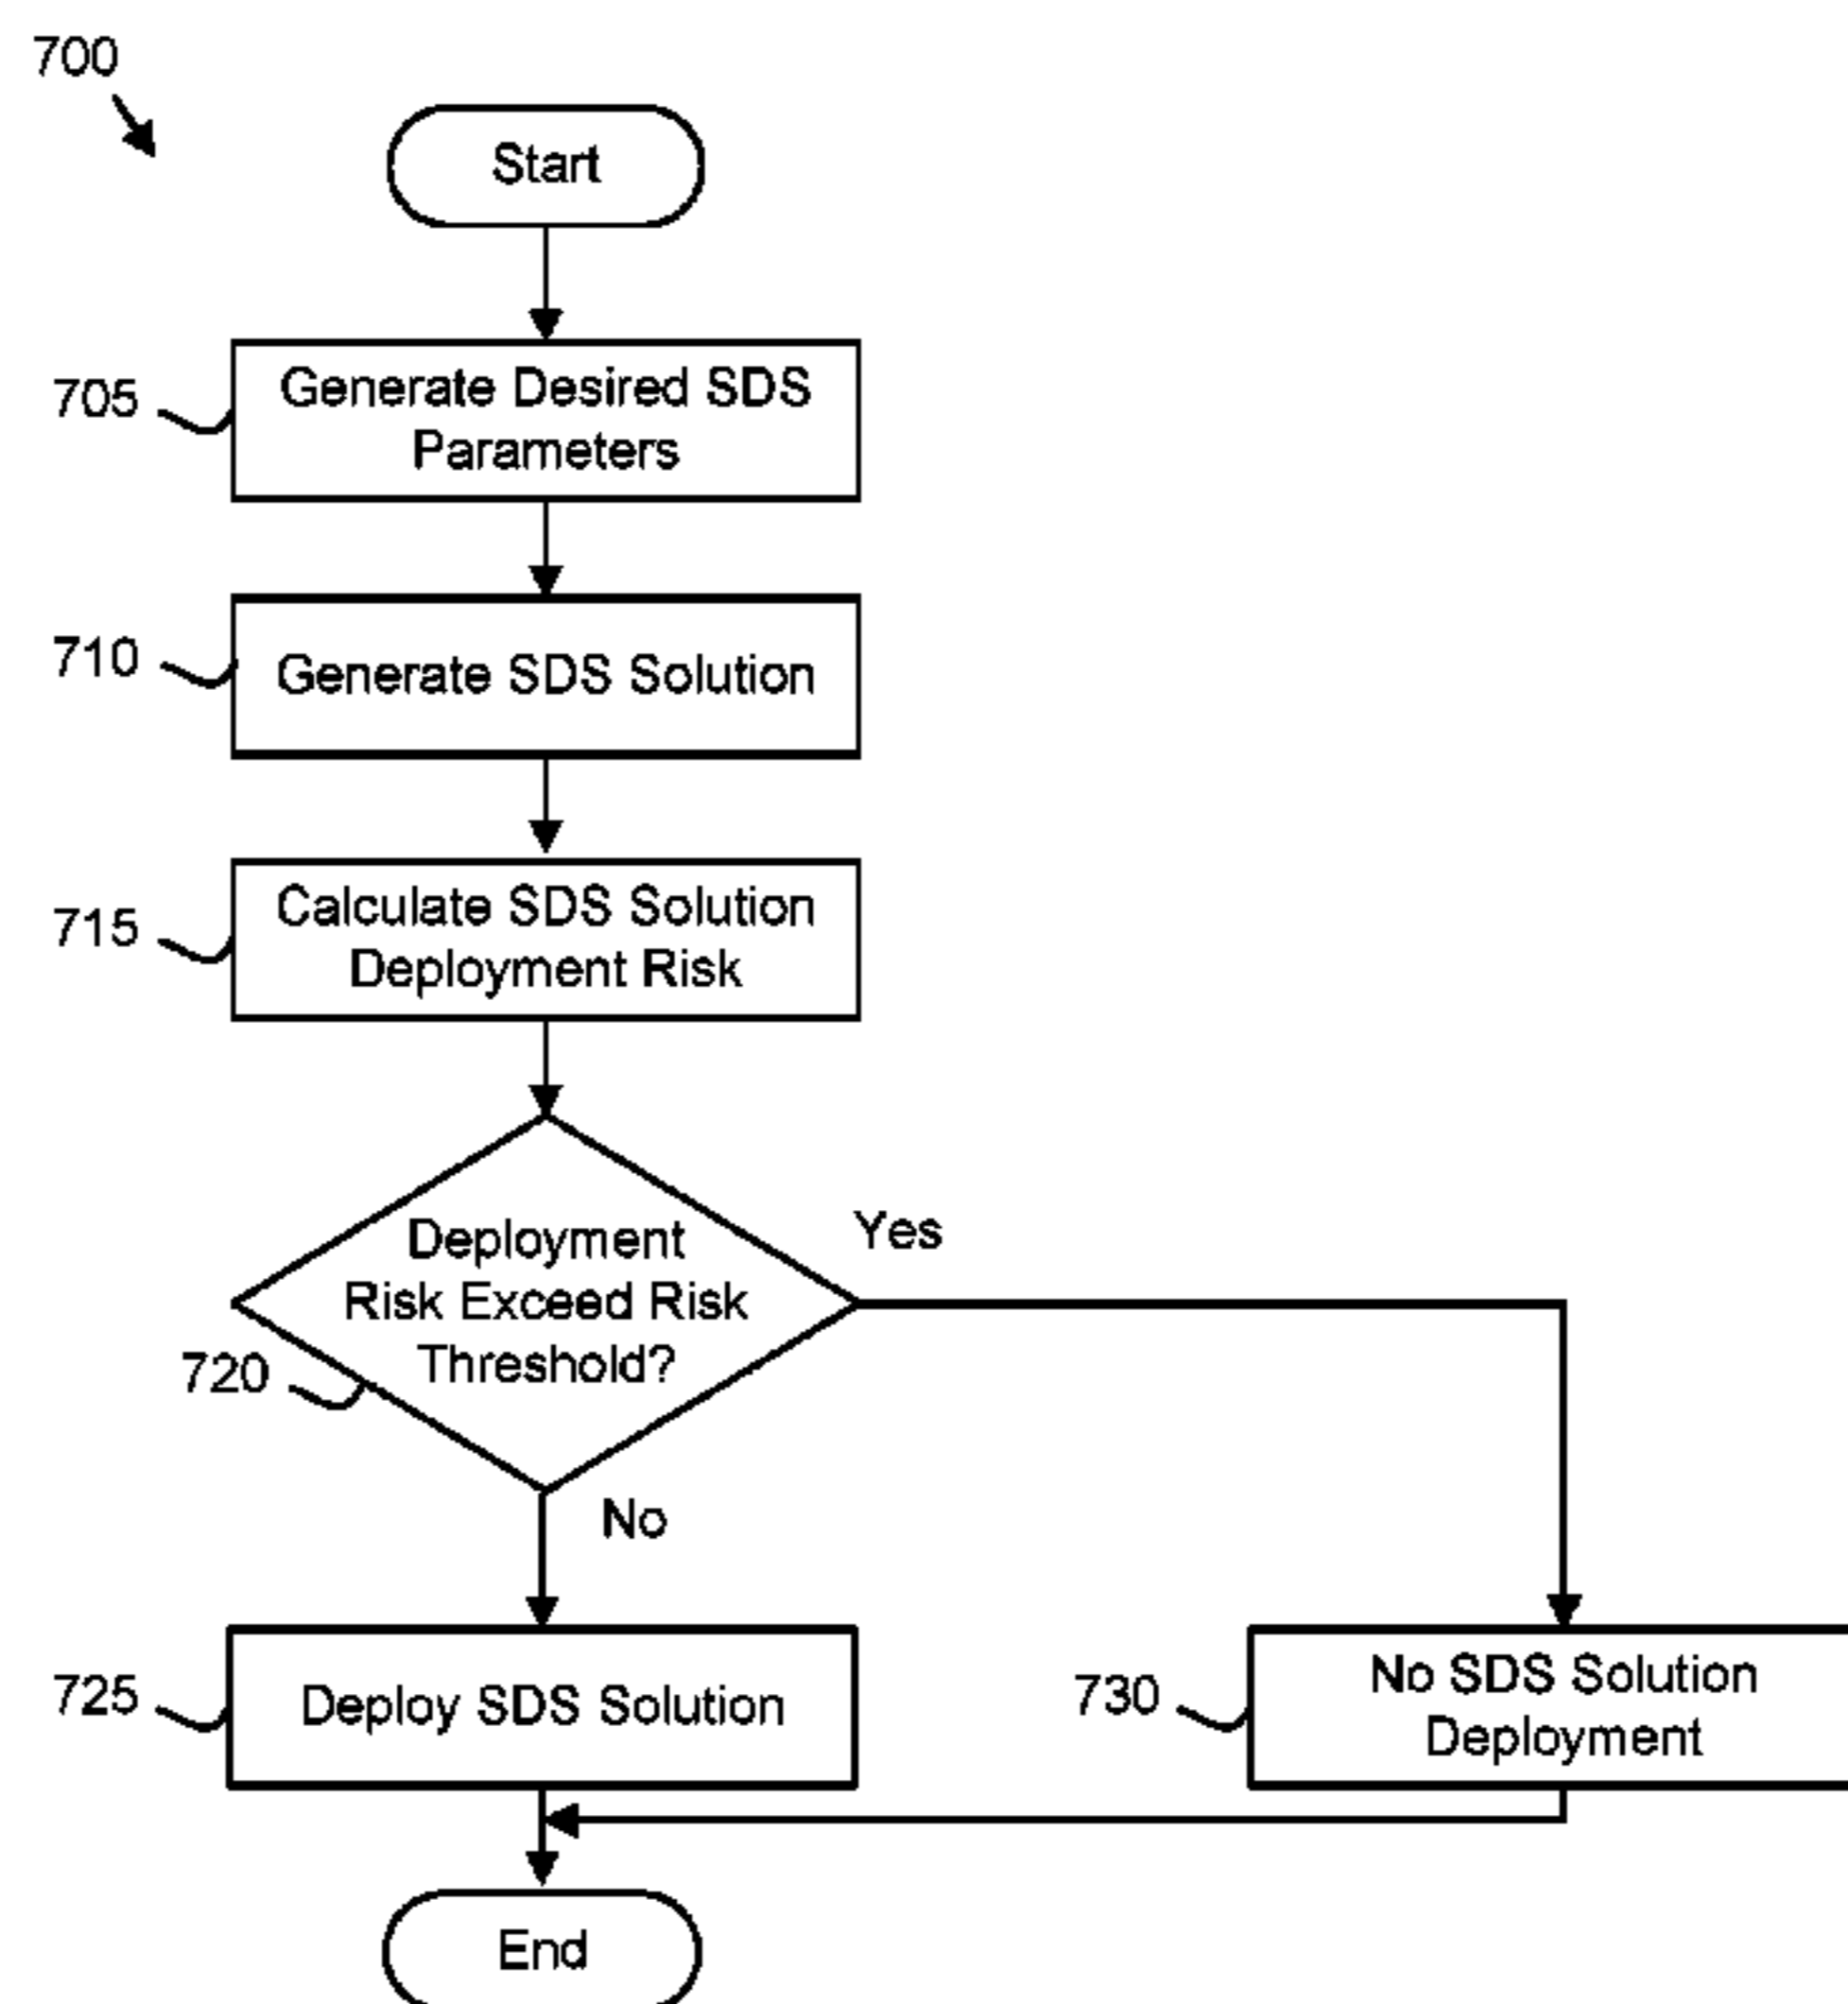 700
Start
705
Generate Desired SDS
Parameters
710
Generate SDS Solution
715
Calculate SDS Solution
Deployment Risk
Deployment
Risk Exceed Risk
Threshold?
Yes
720
No
725
Deploy SDS Solution
730
No SDS Solution
Deployment
End